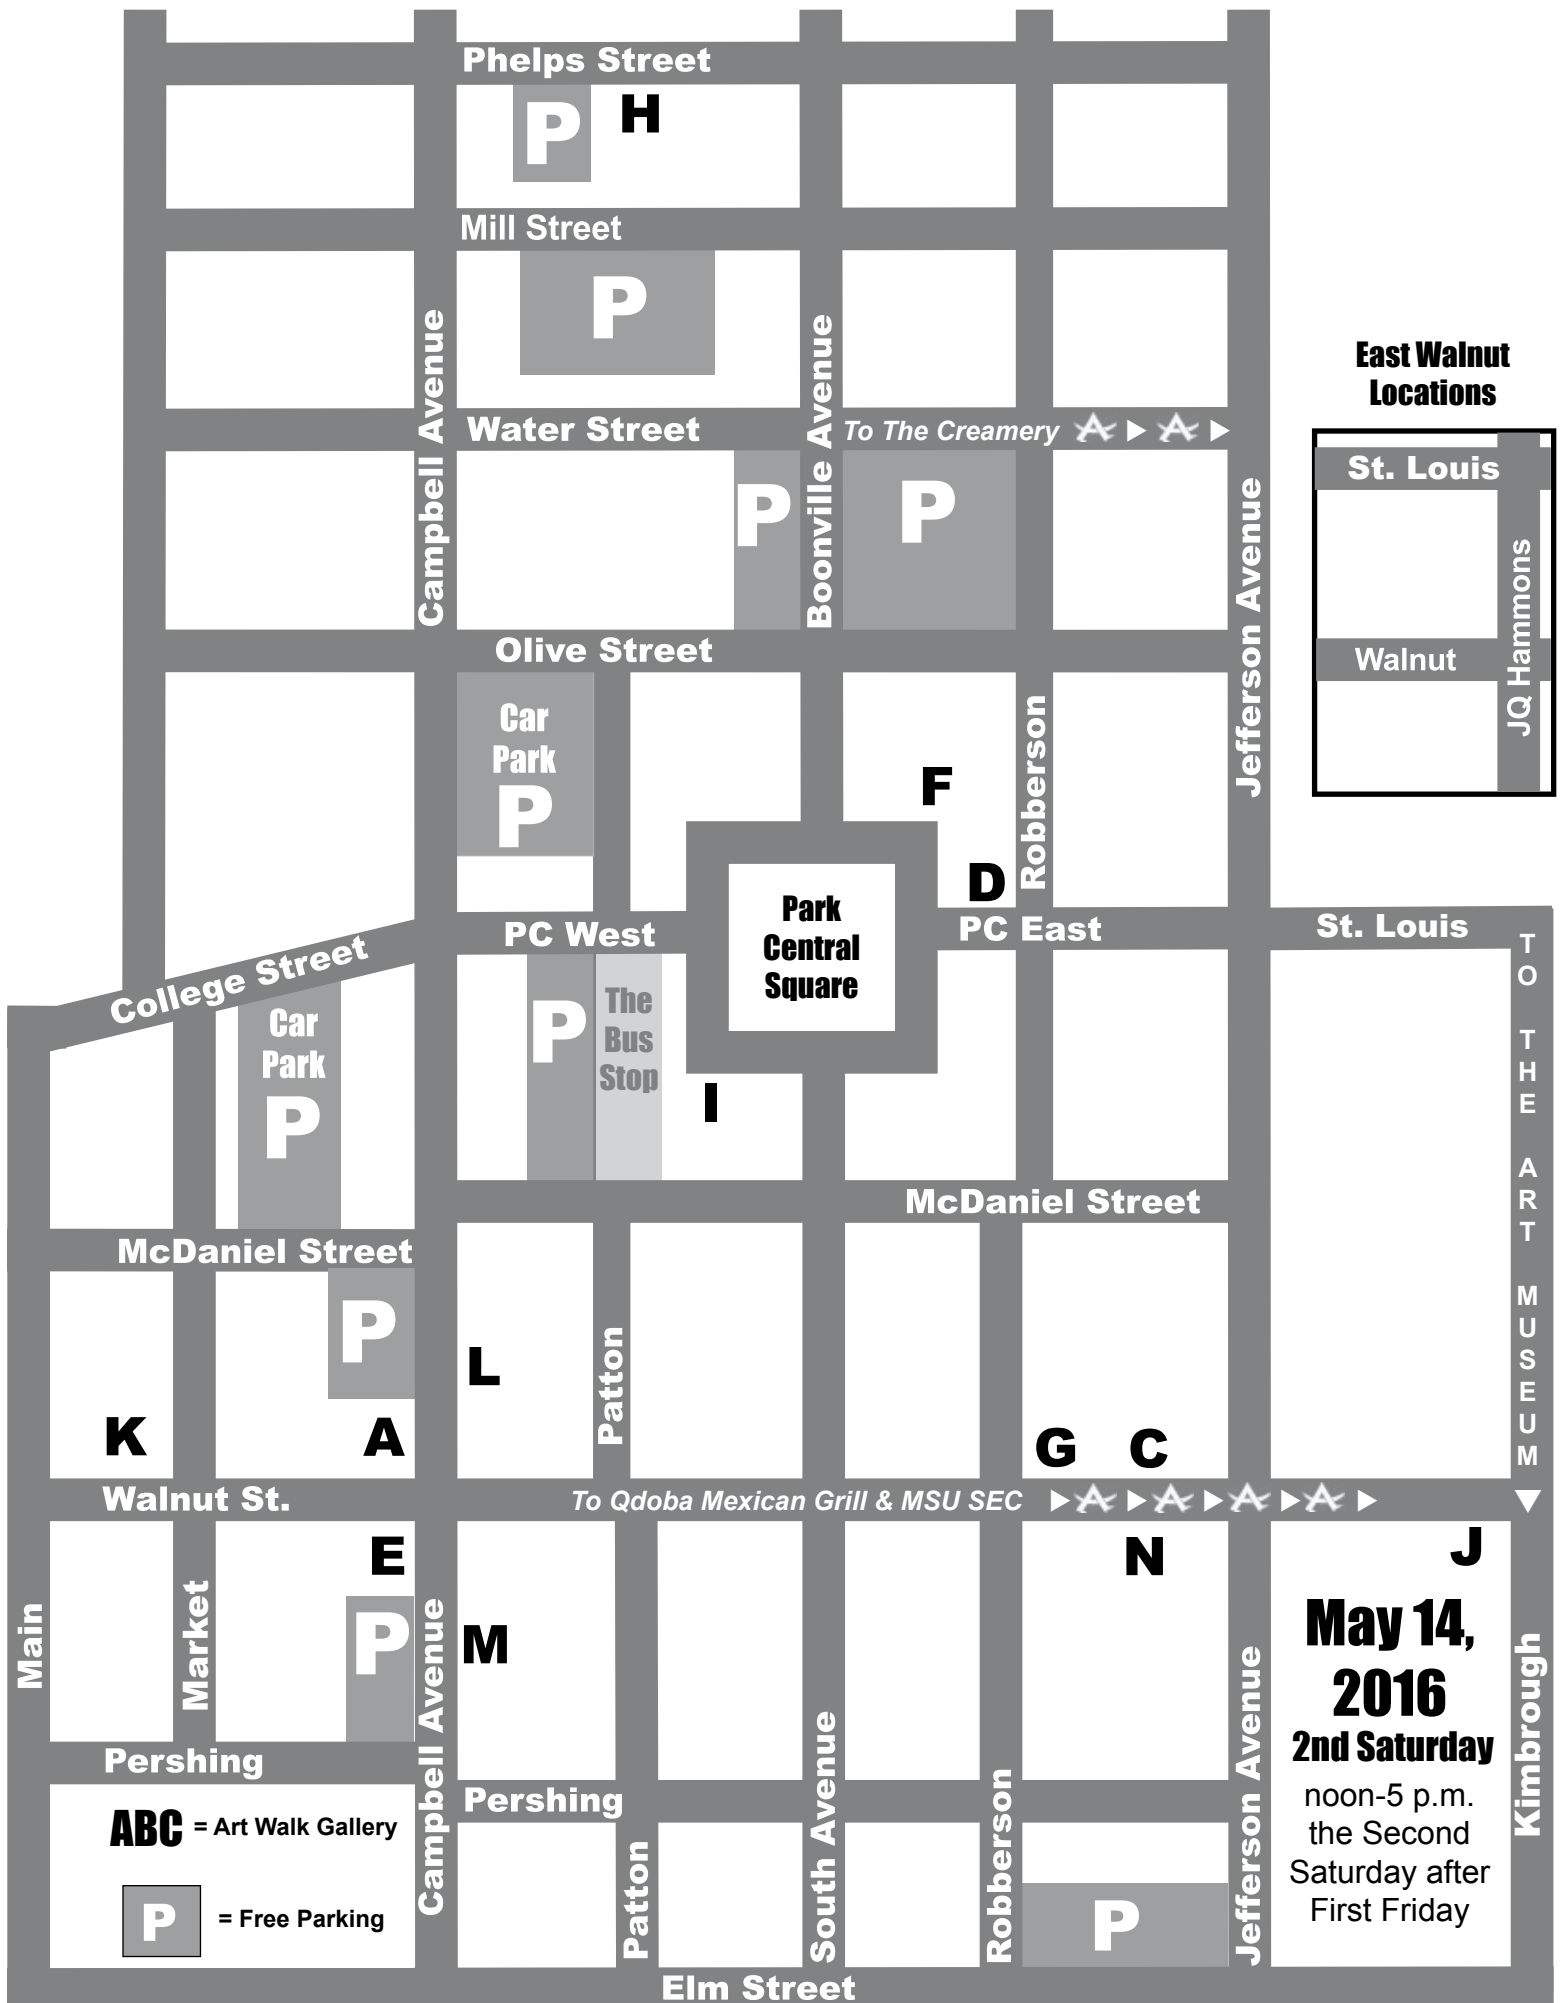 Phelps Street
P
H
Mill Street
P
Campbell Avenue
Boonville Avenue
East Walnut
Locations
Water Street
To The Creamery
St. Louis
P
P
Jefferson Avenue
JQ Hammons
Olive Street
Walnut
Car
Park
P
Robberson
F
D
Park
Central
Square
PC West
PC East
St. Louis
College Street
TO THE ART MUSEUM
Car
Park
P
P
The
Bus
Stop
I
McDaniel Street
McDaniel Street
P
L
Patton
K
A
G
C
Walnut St.
To Qdoba Mexican Grill & MSU SEC
E
N
J
Main
Market
P
M
Campbell Avenue
May 14,
2016
2nd Saturday
noon-5 p.m.
the Second
Saturday after
First Friday
Kimbrough
Pershing
Pershing
ABC = Art Walk Gallery
P = Free Parking
Patton
South Avenue
Robberson
P
Jefferson Avenue
Elm Street